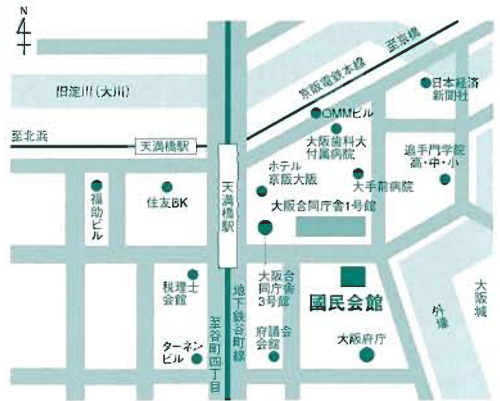 N
至京橋
京阪電鉄本線
日本経済
新聞社
旧淀川(大川)
OMMビル
大阪歯科大
付属病院
至北浜
天満橋駅
追手門学院
高・中・小
ホテル
京阪大阪
大手前病院
福助ビル
住友BK
天満橋駅
大阪合同庁舎1号館
税理士
会館
大阪合
同庁舎
3号館
國民会館
外壕
大阪城
地下鉄谷町線
至谷町四丁目
ターネン
ビル
府議会
会館
大阪府庁